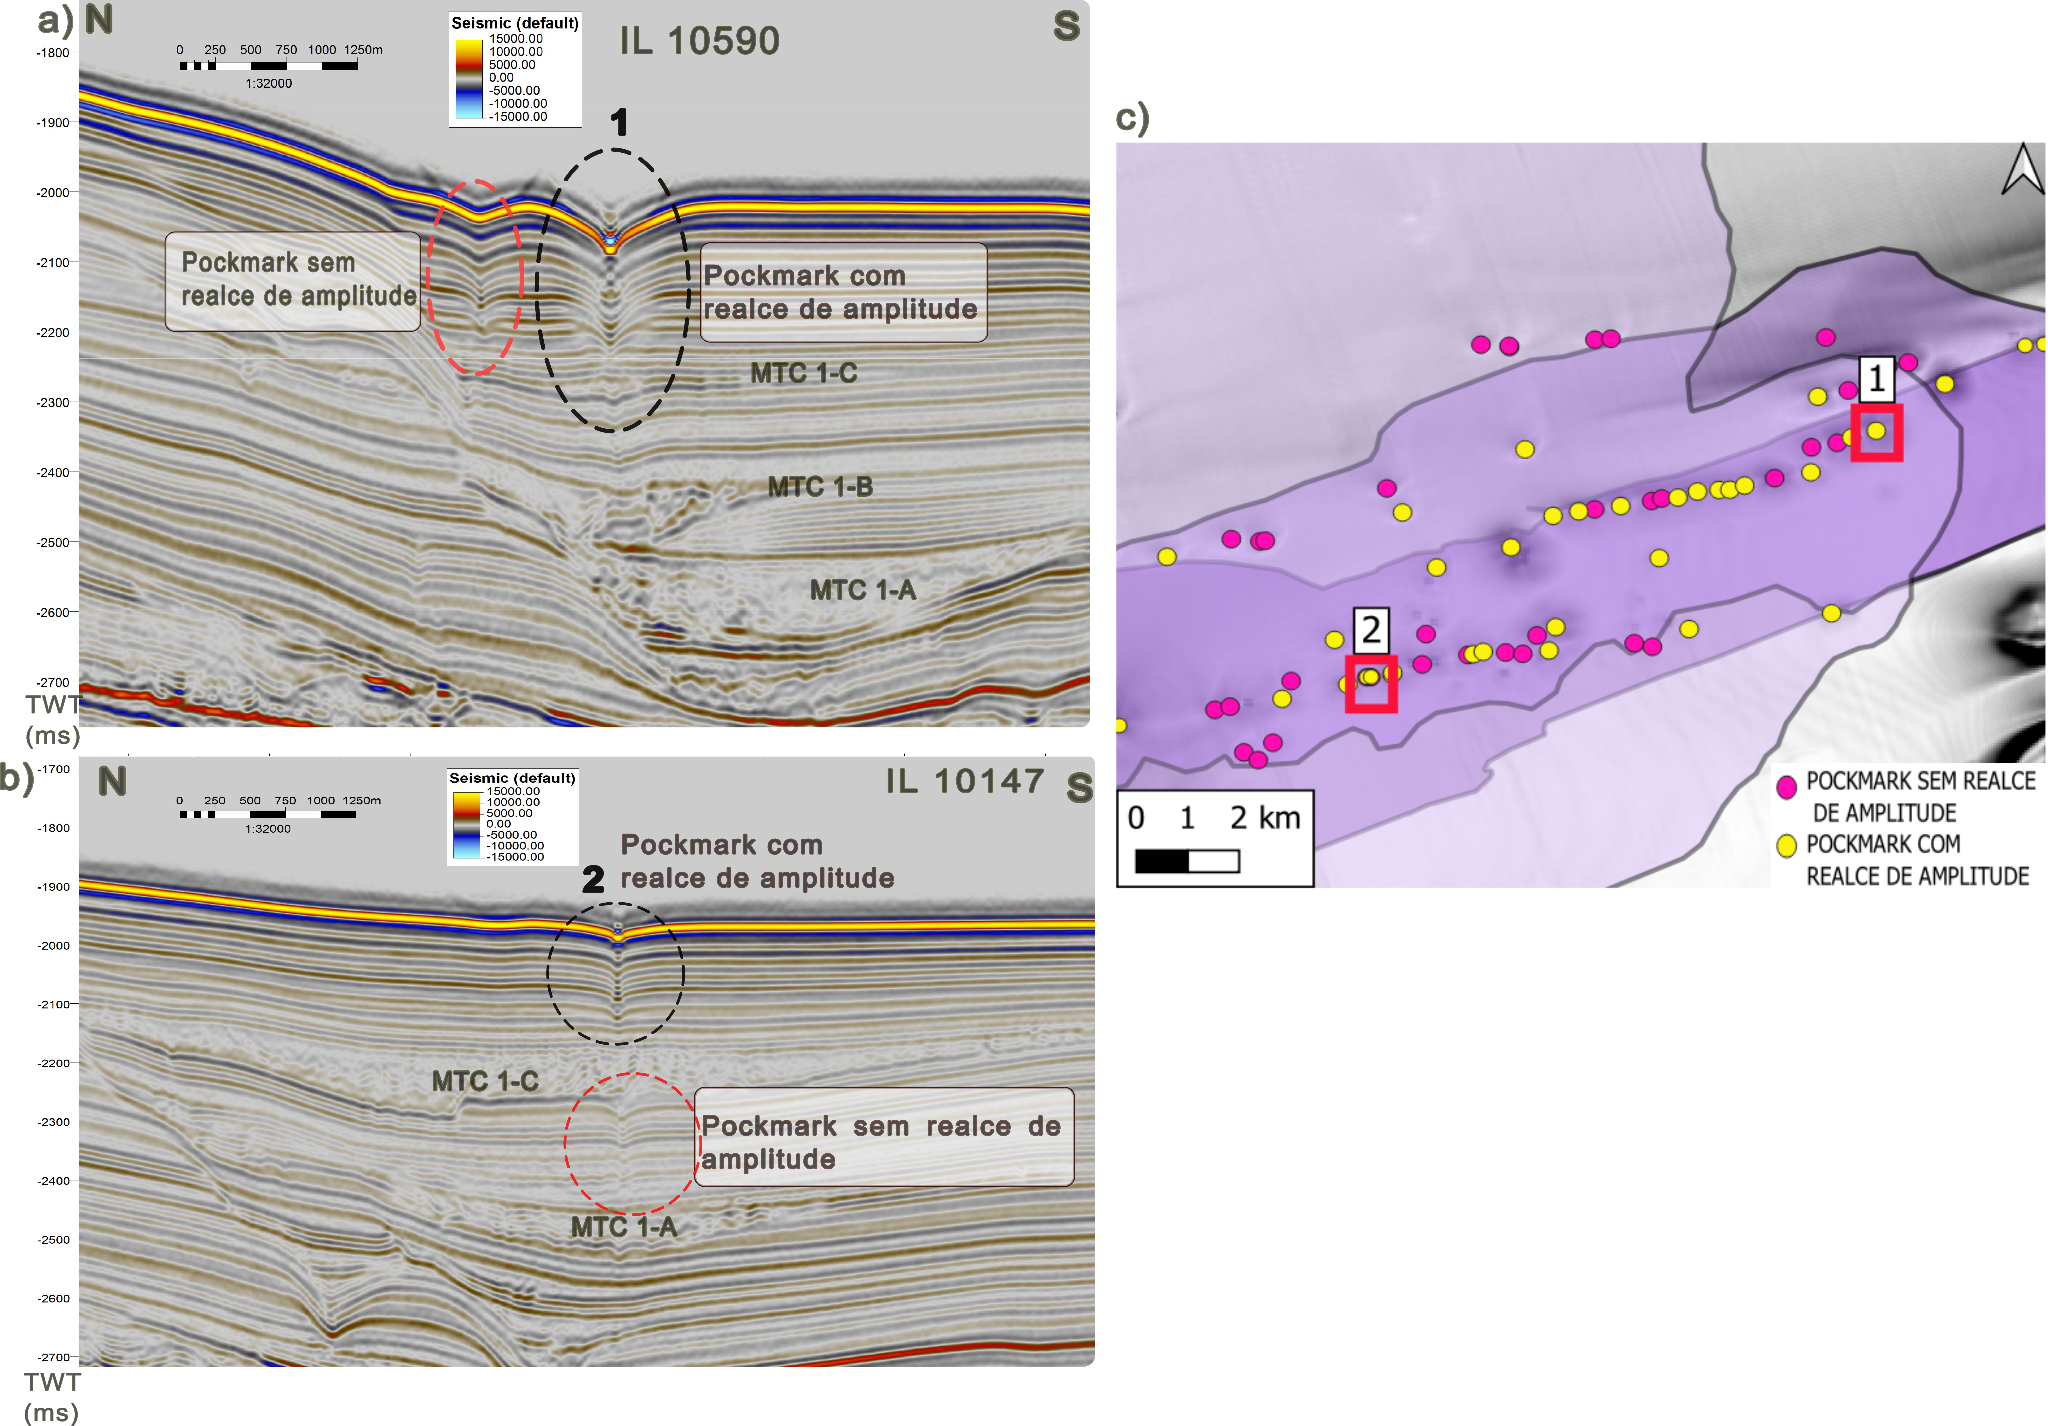 a) N
S
IL 10590
Seismic (default)
15000.00
10000.00
5000.00
0.00
-5000.00
-10000.00
-15000.00
0 250 500 750 1000 1250m
1:32000
-1800
-1900
-2000
-2100
-2200
-2300
-2400
-2500
-2600
-2700
TWT
(ms)
1
Pockmark sem
realce de amplitude
Pockmark com
realce de amplitude
MTC 1-C
MTC 1-B
MTC 1-A
b) N
IL 10147
S
Seismic (default)
15000.00
10000.00
5000.00
0.00
-5000.00
-10000.00
-15000.00
0 250 500 750 1000 1250m
1:32000
-1700
-1800
-1900
-2000
-2100
-2200
-2300
-2400
-2500
-2600
-2700
TWT
(ms)
Pockmark com
2 realce de amplitude
MTC 1-C
Pockmark sem realce de
amplitude
MTC 1-A
c)
1
2
0 1 2 km
POCKMARK SEM REALCE
DE AMPLITUDE
POCKMARK COM
REALCE DE AMPLITUDE